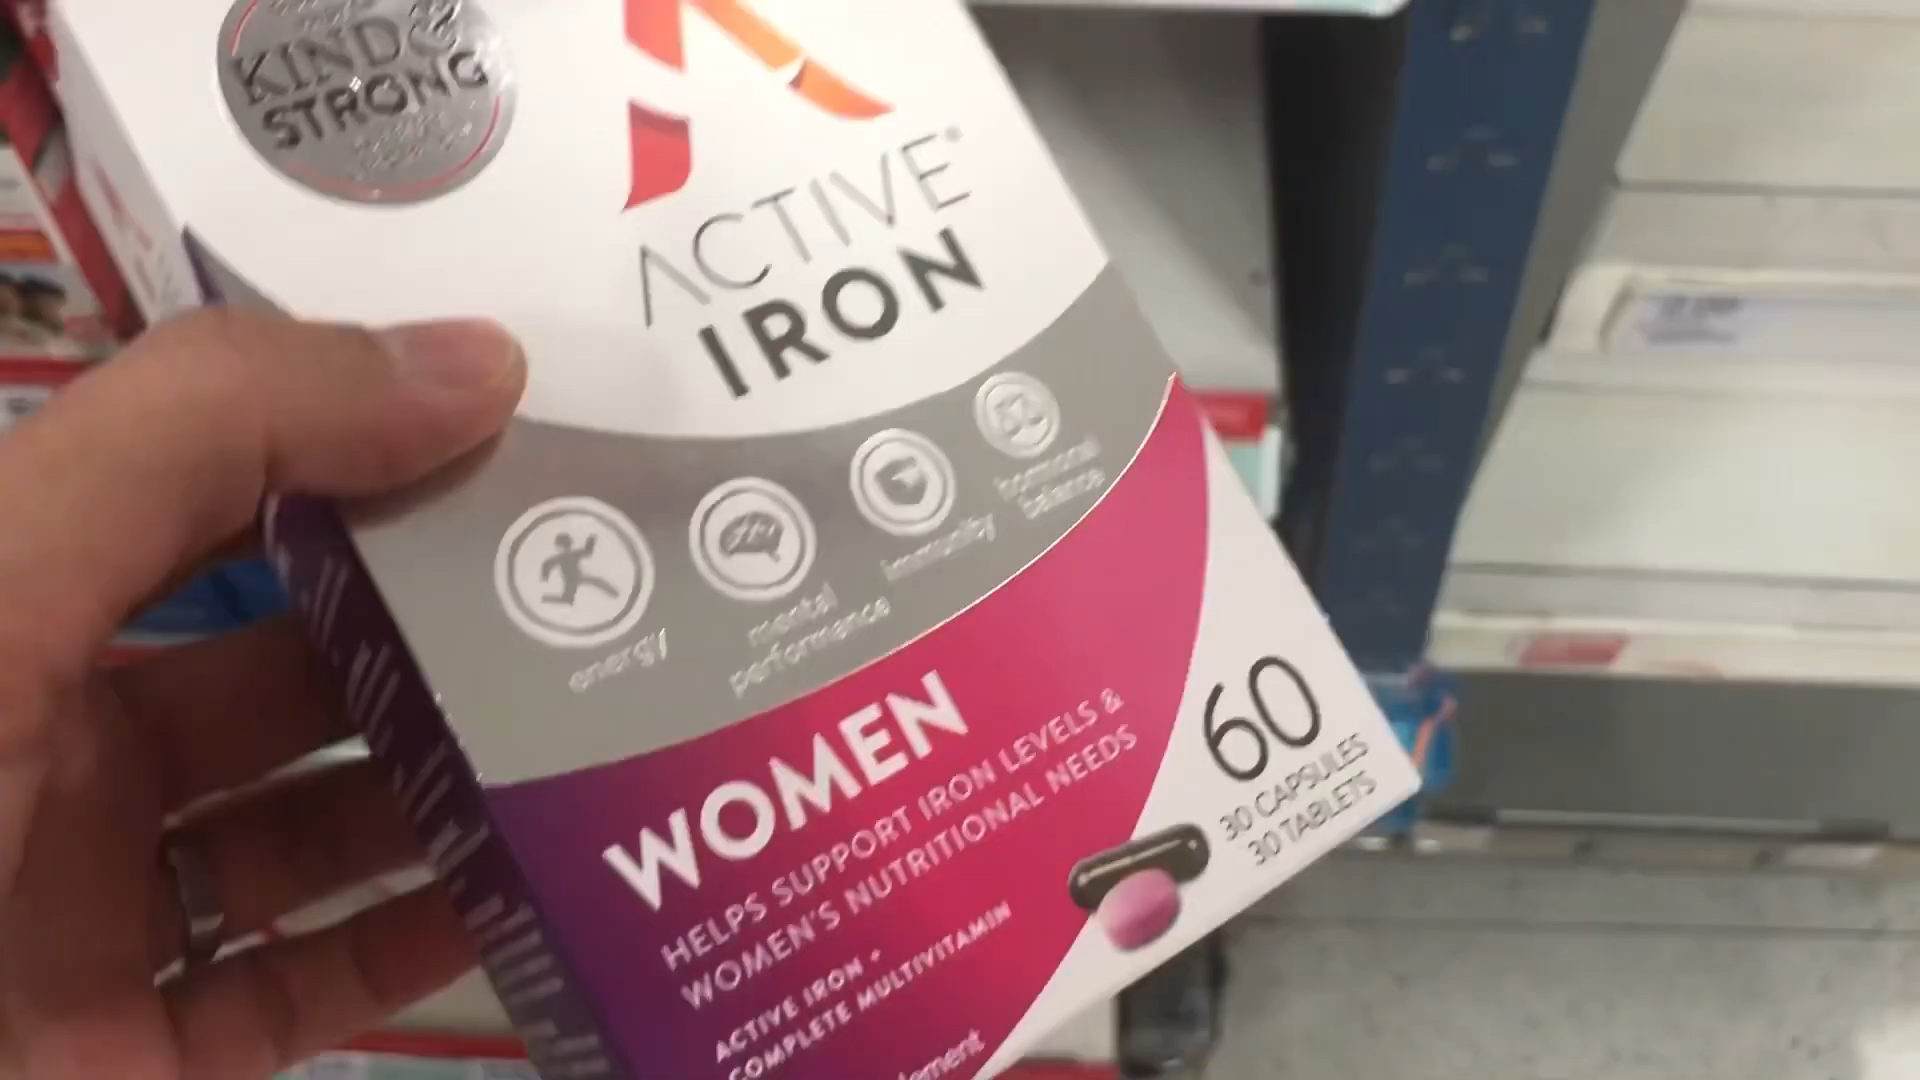 KIND &
STRONG
ACTIVE
IRON
energy
mental
performance
immunity
hormonal
balance
WOMEN
HELPS SUPPORT IRON LEVELS &
WOMEN'S NUTRITIONAL NEEDS
ACTIVE IRON +
COMPLETE MULTIVITAMIN
60
30 CAPSULES
30 TABLETS